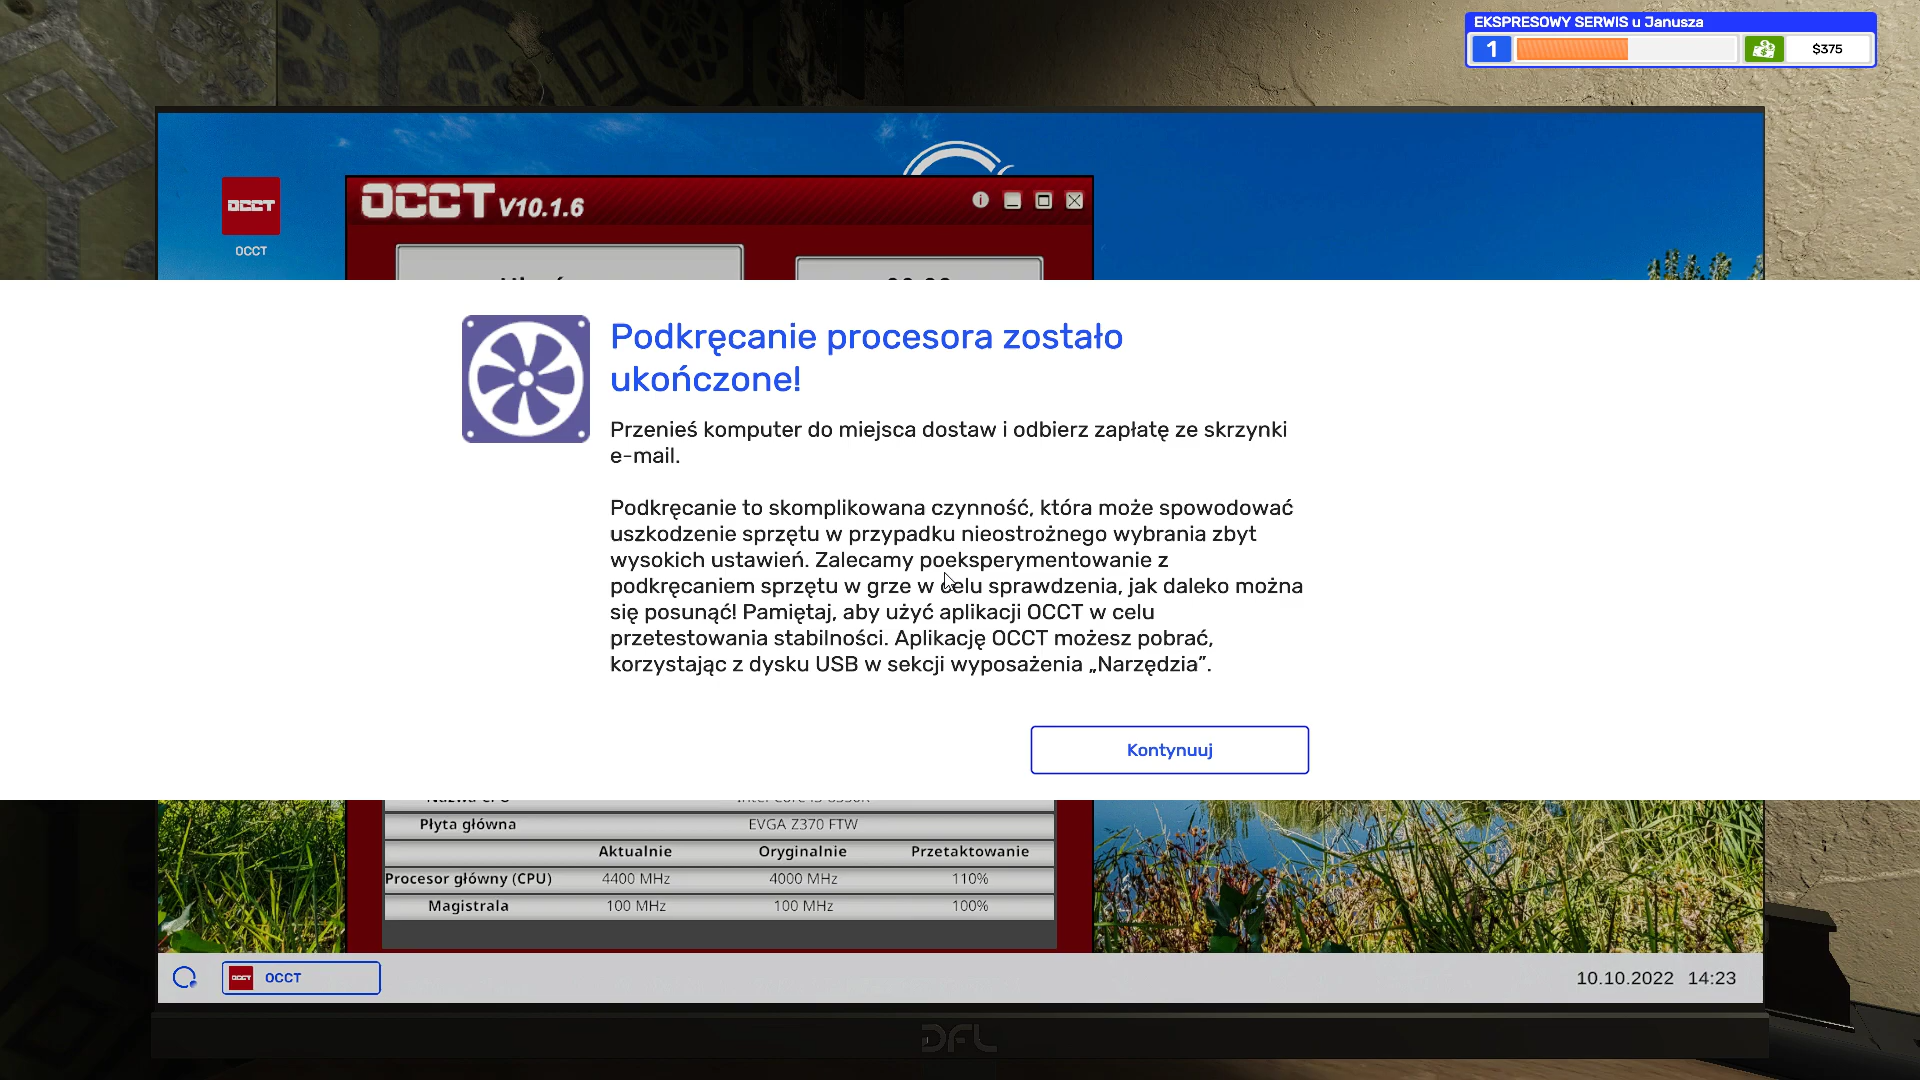 EKSPRESOWY SERWIS u Janusza
1
$375
OCCT V10.1.6
OCCT
OCCT
Podkręcanie procesora zostało
ukończone!
Przenieś komputer do miejsca dostaw i odbierz zapłatę ze skrzynki
e-mail.
Podkręcanie to skomplikowana czynność, która może spowodować
uszkodzenie sprzętu w przypadku nieostrożnego wybrania zbyt
wysokich ustawień. Zalecamy poeksperymentowanie z
podkręcaniem sprzętu w grze w celu sprawdzenia, jak daleko można
się posunąć! Pamiętaj, aby użyć aplikacji OCCT w celu
przetestowania stabilności. Aplikację OCCT możesz pobrać,
korzystając z dysku USB w sekcji wyposażenia „Narzędzia”.
Kontynuuj
Płyta główna EVGA Z370 FTW
Aktualnie Oryginalnie Przetaktowanie
Procesor główny (CPU) 4400 MHz 4000 MHz 110%
Magistrala 100 MHz 100 MHz 100%
OCCT OCCT
10.10.2022 14:23
DFL